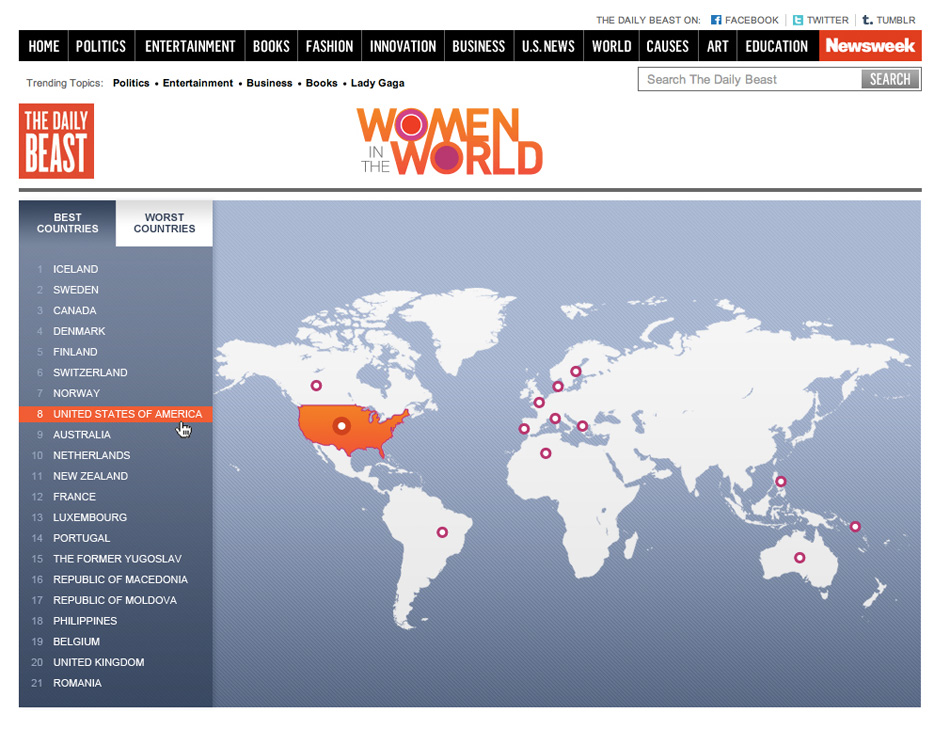 THE DAILY BEAST ON: FACEBOOK TWITTER TUMBLR
HOME POLITICS ENTERTAINMENT BOOKS FASHION INNOVATION BUSINESS U.S.NEWS WORLD CAUSES ART EDUCATION Newsweek
Trending Topics: Politics • Entertainment • Business • Books • Lady Gaga
Search The Daily Beast SEARCH
THE DAILY
BEAST
WOMEN
IN THE WORLD
BEST COUNTRIES
WORST COUNTRIES
1 ICELAND
2 SWEDEN
3 CANADA
4 DENMARK
5 FINLAND
6 SWITZERLAND
7 NORWAY
8 UNITED STATES OF AMERICA
9 AUSTRALIA
10 NETHERLANDS
11 NEW ZEALAND
12 FRANCE
13 LUXEMBOURG
14 PORTUGAL
15 THE FORMER YUGOSLAV
16 REPUBLIC OF MACEDONIA
17 REPUBLIC OF MOLDOVA
18 PHILIPPINES
19 BELGIUM
20 UNITED KINGDOM
21 ROMANIA